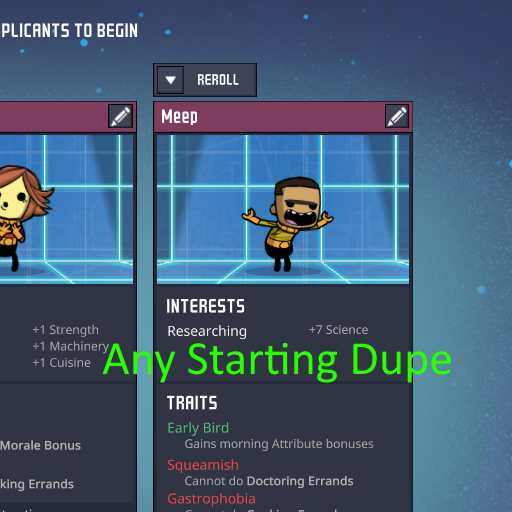 PLICANTS TO BEGIN
REROLL
Meep
INTERESTS
Researching +7 Science
+1 Strength
+1 Machinery
+1 Cuisine
Any Starting Dupe
TRAITS
Early Bird
Gains morning Attribute bonuses
Morale Bonus
Squeamish
Cannot do Doctoring Errands
king Errands
Gastrophobia